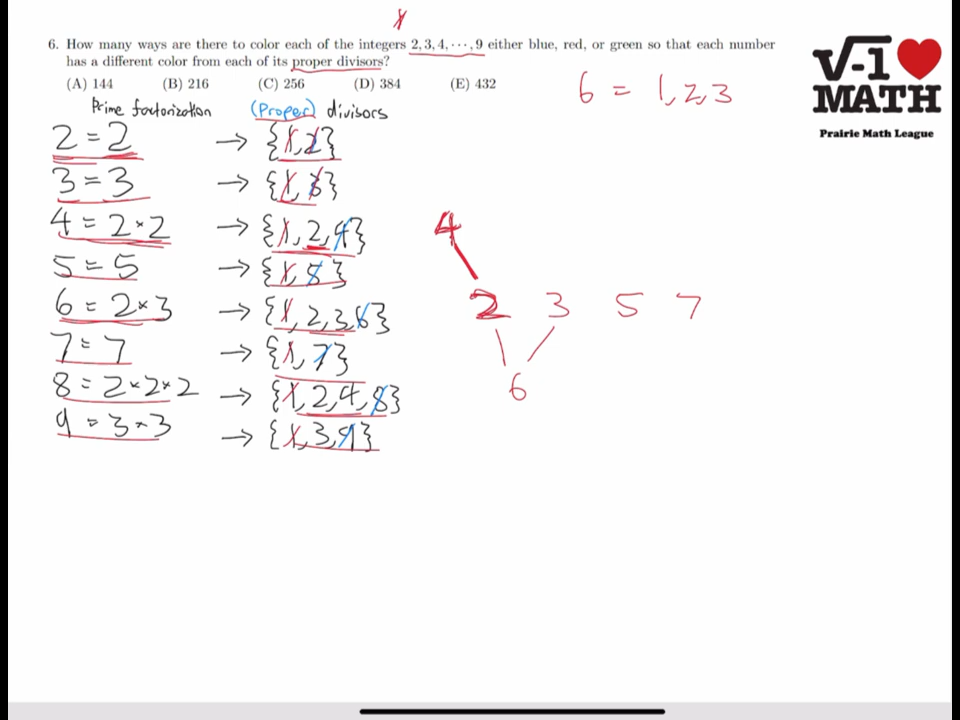 6. How many ways are there to color each of the integers 2, 3, 4, ⋯, 9 either blue, red, or green so that each number
has a different color from each of its proper divisors?
(A) 144 (B) 216 (C) 256 (D) 384 (E) 432
√-1 ♥
MATH
Prairie Math League
6 = 1, 2, 3
Prime factorization (Proper) divisors
2 = 2 → {1, 2}
3 = 3 → {1, 3}
4 = 2 × 2 → {1, 2, 4}
5 = 5 → {1, 5}
6 = 2 × 3 → {1, 2, 3, 6}
7 = 7 → {1, 7}
8 = 2 × 2 × 2 → {1, 2, 4, 8}
9 = 3 × 3 → {1, 3, 9}
4
2 3 5 7
6